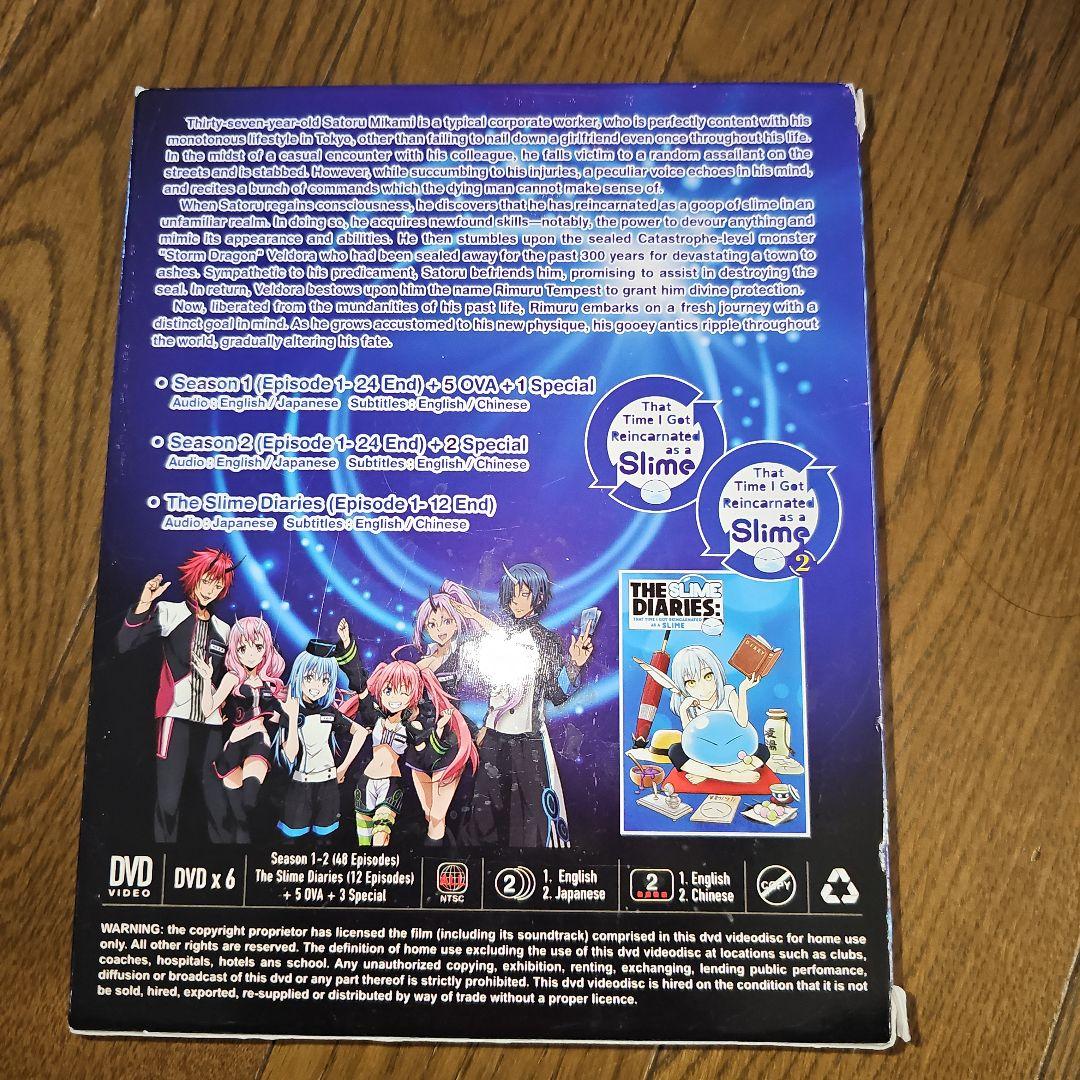 Thirty-seven-year-old Satoru Mikami is a typical corporate worker, who is perfectly content with his
monotonous lifestyle in Tokyo, other than failing to nail down a girlfriend even once throughout his life.
In the midst of a casual encounter with his colleague, he falls victim to a random assailant on the
streets and is stabbed. However, while succumbing to his injuries, a peculiar voice echoes in his mind,
and recites a bunch of commands which the dying man cannot make sense of.
When Satoru regains consciousness, he discovers that he has reincarnated as a goop of slime in an
unfamiliar realm. In doing so, he acquires newfound skills—notably, the power to devour anything and
mimic its appearance and abilities. He then stumbles upon the sealed Catastrophe-level monster
"Storm Dragon" Veldora who had been sealed away for the past 300 years for devastating a town to
ashes. Sympathetic to his predicament, Satoru befriends him, promising to assist in destroying the
seal. In return, Veldora bestows upon him the name Rimuru Tempest to grant him divine protection.
Now, liberated from the mundanities of his past life, Rimuru embarks on a fresh journey with a
distinct goal in mind. As he grows accustomed to his new physique, his gooey antics ripple throughout
the world, gradually altering his fate.
• Season 1 (Episode 1- 24 End) + 5 OVA + 1 Special
Audio : English / Japanese Subtitles : English / Chinese
• Season 2 (Episode 1- 24 End) + 2 Special
Audio : English / Japanese Subtitles : English / Chinese
• The Slime Diaries (Episode 1- 12 End)
Audio : Japanese Subtitles : English / Chinese
That
Time I Got
Reincarnated
as a
Slime
That
Time I Got
Reincarnated
as a
Slime
2
THE SLIME
DIARIES:
THAT TIME I GOT REINCARNATED
AS A SLIME
DIARY
DVD
VIDEO
DVD x 6
Season 1-2 (48 Episodes)
The Slime Diaries (12 Episodes)
+ 5 OVA + 3 Special
ALL
NTSC
2
1. English
2. Japanese
2
1. English
2. Chinese
COPY
WARNING: the copyright proprietor has licensed the film (including its soundtrack) comprised in this dvd videodisc for home use
only. All other rights are reserved. The definition of home use excluding the use of this dvd videodisc at locations such as clubs,
coaches, hospitals, hotels ans school. Any unauthorized copying, exhibition, renting, exchanging, lending public perfomance,
diffusion or broadcast of this dvd or any part thereof is strictly prohibited. This dvd videodisc is hired on the condition that it is not
be sold, hired, exported, re-supplied or distributed by way of trade without a proper licence.